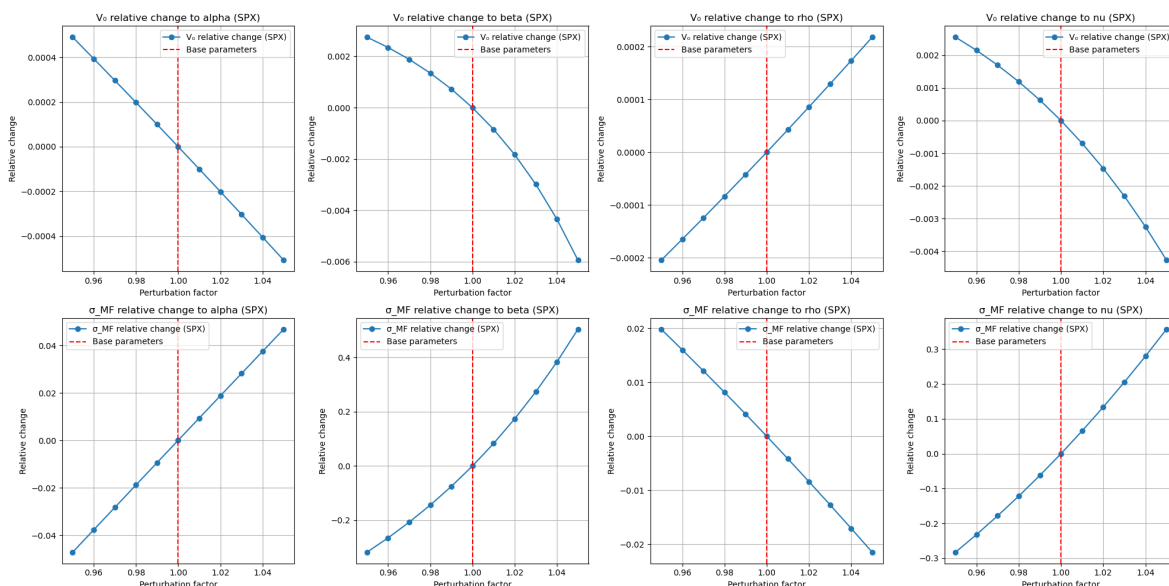 V₀ relative change to alpha (SPX)
V₀ relative change (SPX)
Base parameters
0.0004
0.0002
0.0000
−0.0002
−0.0004
Relative change
0.96 0.98 1.00 1.02 1.04
Perturbation factor
V₀ relative change to beta (SPX)
V₀ relative change (SPX)
Base parameters
0.002
0.000
−0.002
−0.004
−0.006
Relative change
0.96 0.98 1.00 1.02 1.04
Perturbation factor
V₀ relative change to rho (SPX)
V₀ relative change (SPX)
Base parameters
0.0002
0.0001
0.0000
−0.0001
−0.0002
Relative change
0.96 0.98 1.00 1.02 1.04
Perturbation factor
V₀ relative change to nu (SPX)
V₀ relative change (SPX)
Base parameters
0.002
0.001
0.000
−0.001
−0.002
−0.003
−0.004
Relative change
0.96 0.98 1.00 1.02 1.04
Perturbation factor
σ_MF relative change to alpha (SPX)
σ_MF relative change (SPX)
Base parameters
0.04
0.02
0.00
−0.02
−0.04
Relative change
0.96 0.98 1.00 1.02 1.04
Perturbation factor
σ_MF relative change to beta (SPX)
σ_MF relative change (SPX)
Base parameters
0.4
0.2
0.0
−0.2
Relative change
0.96 0.98 1.00 1.02 1.04
Perturbation factor
σ_MF relative change to rho (SPX)
σ_MF relative change (SPX)
Base parameters
0.02
0.01
0.00
−0.01
−0.02
Relative change
0.96 0.98 1.00 1.02 1.04
Perturbation factor
σ_MF relative change to nu (SPX)
σ_MF relative change (SPX)
Base parameters
0.3
0.2
0.1
0.0
−0.1
−0.2
−0.3
Relative change
0.96 0.98 1.00 1.02 1.04
Perturbation factor